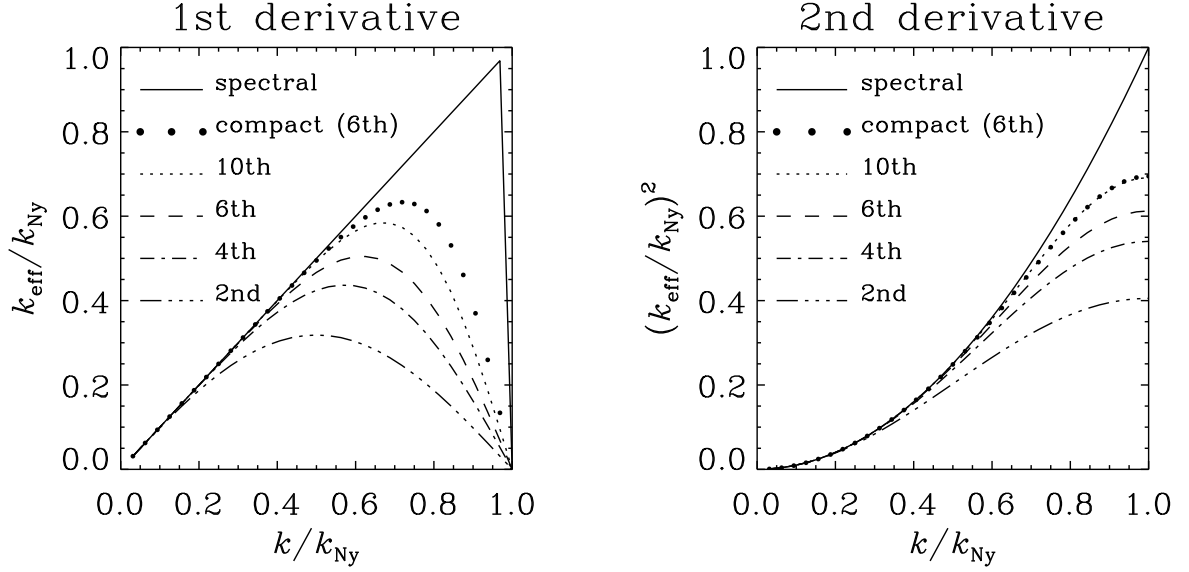 1st derivative
k_eff/k_Ny
1.0
0.8
0.6
0.4
0.2
0.0
spectral
compact (6th)
10th
6th
4th
2nd
0.0 0.2 0.4 0.6 0.8 1.0
k/k_Ny
2nd derivative
(k_eff/k_Ny)^2
1.0
0.8
0.6
0.4
0.2
0.0
spectral
compact (6th)
10th
6th
4th
2nd
0.0 0.2 0.4 0.6 0.8 1.0
k/k_Ny